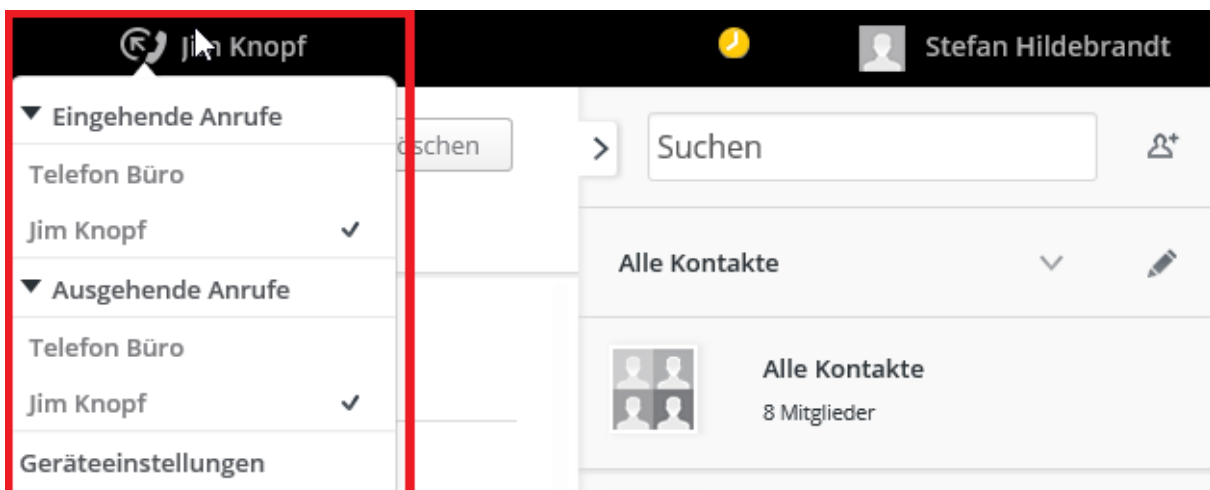 Jim Knopf
Stefan Hildebrandt
Eingehende Anrufe
Telefon Büro
Jim Knopf
Ausgehende Anrufe
Telefon Büro
Jim Knopf
Geräteeinstellungen
öschen
Suchen
Alle Kontakte
Alle Kontakte
8 Mitglieder